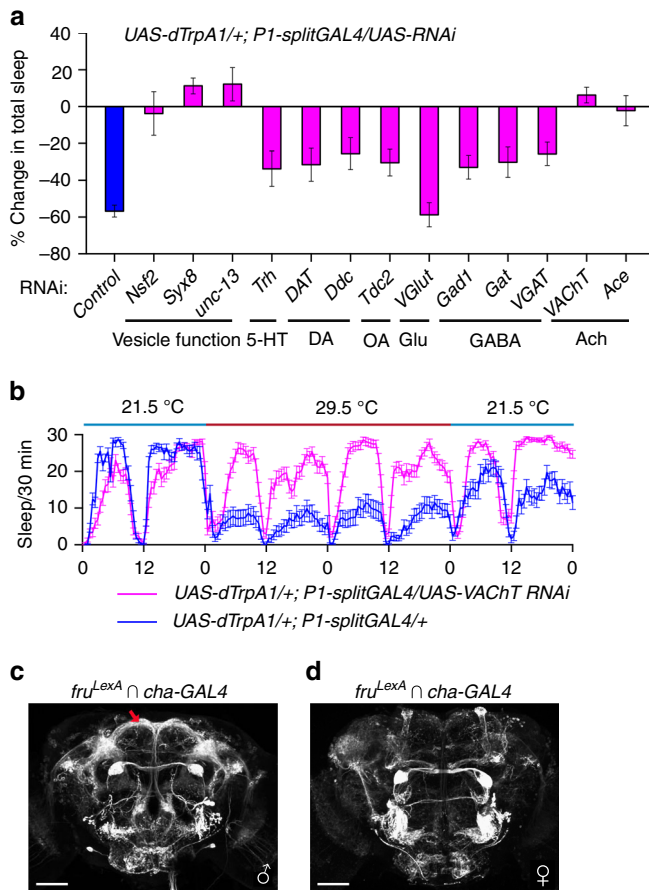 a
UAS-dTrpA1/+; P1-splitGAL4/UAS-RNAi
% Change in total sleep
40
20
0
−20
−40
−60
−80
RNAi: Control Nsf2 Syx8 unc-13 Trh DAT Ddc Tdc2 VGlut Gad1 Gat VGAT VAChT Ace
Vesicle function 5-HT DA OA Glu GABA Ach
b
21.5 °C 29.5 °C 21.5 °C
Sleep/30 min
30
20
10
0
0 12 0 12 0 12 0 12 0
UAS-dTrpA1/+; P1-splitGAL4/UAS-VAChT RNAi
UAS-dTrpA1/+; P1-splitGAL4/+
c d
fruLexA ∩ cha-GAL4 fruLexA ∩ cha-GAL4
♂ ♀